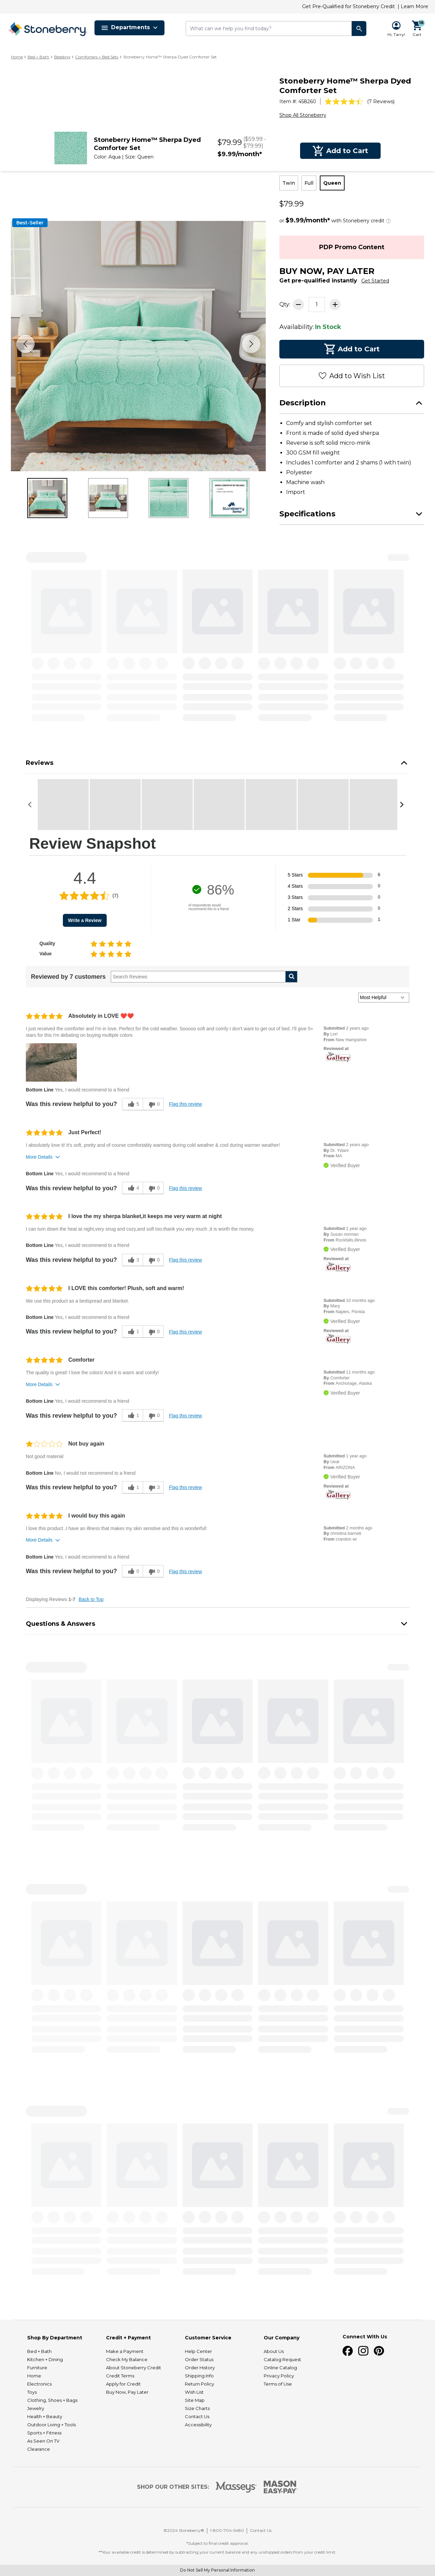 Get Pre-Qualified for Stoneberry Credit | Learn More
Stoneberry
Departments
What can we help you find today?
Hi, Tarry!
Cart
Home > Bed + Bath > Bedding > Comforters + Bed Sets > Stoneberry Home™ Sherpa Dyed Comforter Set
Stoneberry Home™ Sherpa Dyed Comforter Set
Item #: 458260
(7 Reviews)
Shop All Stoneberry
Stoneberry Home™ Sherpa Dyed Comforter Set
Color: Aqua | Size: Queen
$79.99 ($59.99 - $79.99)
$9.99/month*
Add to Cart
Twin
Full
Queen
$79.99
or $9.99/month* with Stoneberry credit
PDP Promo Content
Best-Seller
BUY NOW, PAY LATER
Get pre-qualified instantly Get Started
Qty:
1
Availability: In Stock
Add to Cart
Add to Wish List
Description
Comfy and stylish comforter set
Front is made of solid dyed sherpa
Reverse is soft solid micro-mink
300 GSM fill weight
Includes 1 comforter and 2 shams (1 with twin)
Polyester
Machine wash
Import
Specifications
Reviews
Review Snapshot
4.4
(7)
Write a Review
86%
of respondents would recommend this to a friend
5 Stars 6
4 Stars 0
3 Stars 0
2 Stars 0
1 Star 1
Quality
Value
Reviewed by 7 customers
Search Reviews
Most Helpful
Absolutely in LOVE ❤️❤️
I just received the comforter and I'm in love. Perfect for the cold weather. Sooooo soft and comfy I don't want to get out of bed. I'll give 5+ stars for this I'm debating on buying multiple colors
Submitted 2 years ago
By Lori
From New Hampshire
Reviewed at
Gallery
Bottom Line Yes, I would recommend to a friend
Was this review helpful to you? 5 0 Flag this review
Just Perfect!
I absolutely love it! It's soft, pretty and of course comfortably warming during cold weather & cool during warmer weather!
More Details
Submitted 2 years ago
By Dr. Ydani
From MA
Verified Buyer
Bottom Line Yes, I would recommend to a friend
Was this review helpful to you? 4 0 Flag this review
I love the my sherpa blanket,it keeps me very warm at night
I can turn down the heat at night,very snug and cozy,and soft too.thank you very much .it is worth the money.
Submitted 1 year ago
By Susan norman
From Rockfalls.illinois
Verified Buyer
Reviewed at
Gallery
Bottom Line Yes, I would recommend to a friend
Was this review helpful to you? 3 0 Flag this review
I LOVE this comforter! Plush, soft and warm!
We use this product as a bedspread and blanket.
Submitted 10 months ago
By Mary
From Naples, Florida
Verified Buyer
Reviewed at
Gallery
Bottom Line Yes, I would recommend to a friend
Was this review helpful to you? 1 0 Flag this review
Comforter
The quality is great! I love the colors! And it is warm and comfy!
More Details
Submitted 11 months ago
By Comforter
From Anchorage, Alaska
Verified Buyer
Bottom Line Yes, I would recommend to a friend
Was this review helpful to you? 1 0 Flag this review
Not buy again
Not good material
Submitted 1 year ago
By Ueal
From ARIZONA
Verified Buyer
Reviewed at
Gallery
Bottom Line No, I would not recommend to a friend
Was this review helpful to you? 1 3 Flag this review
I would buy this again
I love this product .I have an illness that makes my skin sensitive and this is wonderfull
More Details
Submitted 2 months ago
By christina barnett
Bottom Line Yes, I would recommend to a friend
Was this review helpful to you? 0 0 Flag this review
Displaying Reviews 1-7 Back to Top
Questions & Answers
Shop By Department
Bed + Bath
Kitchen + Dining
Furniture
Home
Electronics
Toys
Clothing, Shoes + Bags
Jewelry
Health + Beauty
Outdoor Living + Tools
Sports + Fitness
As Seen On TV
Clearance
Credit + Payment
Make a Payment
Check My Balance
About Stoneberry Credit
Credit Terms
Apply for Credit
Buy Now, Pay Later
Customer Service
Help Center
Order Status
Order History
Shipping Info
Return Policy
Wish List
Site Map
Size Charts
Contact Us
Accessibility
Our Company
About Us
Catalog Request
Online Catalog
Privacy Policy
Terms of Use
Connect With Us
SHOP OUR OTHER SITES:
Masseys
MASON EASY-PAY
©2024 Stoneberry® | 1-800-704-5480 | Contact Us
*Subject to final credit approval.
**Your available credit is determined by subtracting your current balance and any unshipped orders from your credit limit.
Do Not Sell My Personal Information